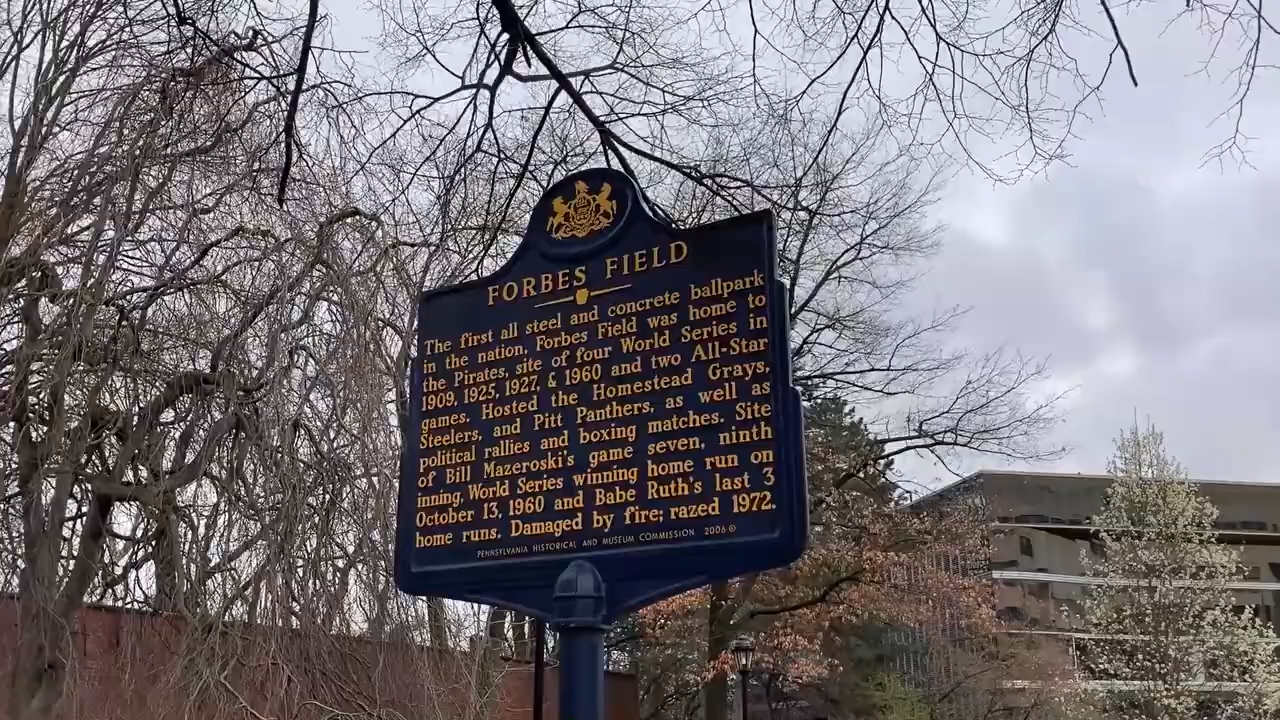 FORBES FIELD
The first all steel and concrete ballpark
in the nation, Forbes Field was home to
the Pirates, site of four World Series in
1909, 1925, 1927, & 1960 and two All-Star
games. Hosted the Homestead Grays,
Steelers, and Pitt Panthers, as well as
political rallies and boxing matches. Site
of Bill Mazeroski's game seven, ninth
inning, World Series winning home run on
October 13, 1960 and Babe Ruth's last 3
home runs. Damaged by fire; razed 1972.
PENNSYLVANIA HISTORICAL AND MUSEUM COMMISSION 2006 ©